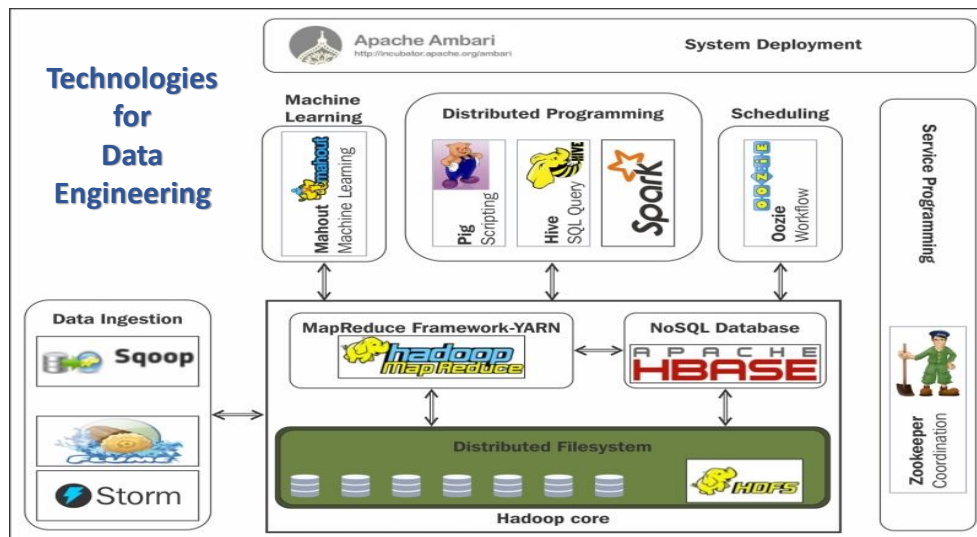 Apache Ambari
http://incubator.apache.org/ambari
System Deployment
Technologies
for
Data
Engineering
Machine
Learning
mahout
Mahout
Machine Learning
Distributed Programming
Pig
Scripting
HIVE
Hive
SQL Query
Spark
Scheduling
OOZIE
Oozie
Workflow
Service Programming
Zookeeper
Coordination
Data Ingestion
Sqoop
flume
Storm
MapReduce Framework-YARN
hadoop
Map Reduce
NoSQL Database
APACHE
HBASE
Distributed Filesystem
HDFS
Hadoop core